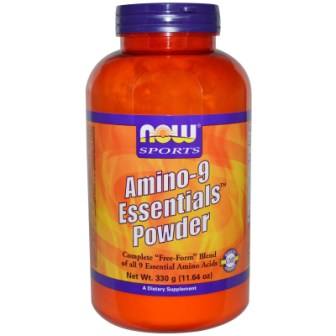 NOW
SPORTS
Amino-9
Essentials™
Powder
Complete "Free-Form" Blend
of all 9 Essential Amino Acids
Net Wt. 330 g (11.64 oz)
A Dietary Supplement